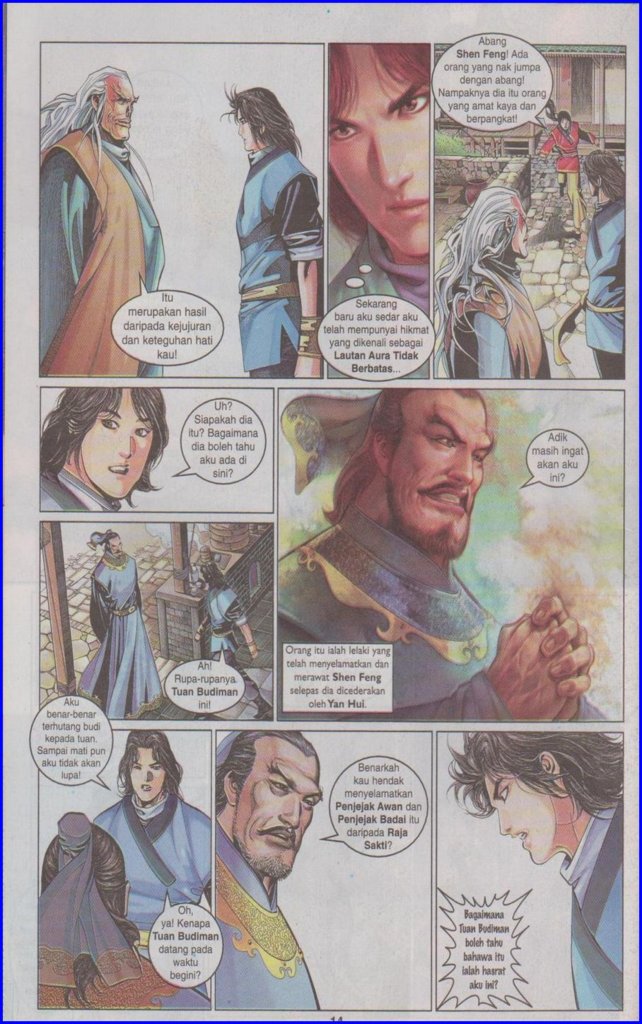 Itu
merupakan hasil
daripada kejujuran
dan keteguhan hati
kau!
Sekarang
baru aku sedar aku
telah mempunyai hikmat
yang dikenali sebagai
Lautan Aura Tidak
Berbatas...
Abang
Shen Feng! Ada
orang yang nak jumpa
dengan abang!
Nampaknya dia itu orang
yang amat kaya dan
berpangkat!
Uh?
Siapakah dia
itu? Bagaimana
dia boleh tahu
aku ada di
sini?
Adik
masih ingat
akan aku
ini?
Orang itu ialah lelaki yang
telah menyelamatkan dan
merawat Shen Feng
selepas dia dicederakan
oleh Yan Hui.
Ah!
Rupa-rupanya
Tuan Budiman
ini!
Aku
benar-benar
terhutang budi
kepada tuan.
Sampai mati pun
aku tidak akan
lupa!
Oh,
ya! Kenapa
Tuan Budiman
datang pada
waktu
begini?
Benarkah
kau hendak
menyelamatkan
Penjejak Awan dan
Penjejak Badai itu
daripada Raja
Sakti?
Bagaimana
Tuan Budiman
boleh tahu
bahawa itu
ialah hasrat
aku ini?
14